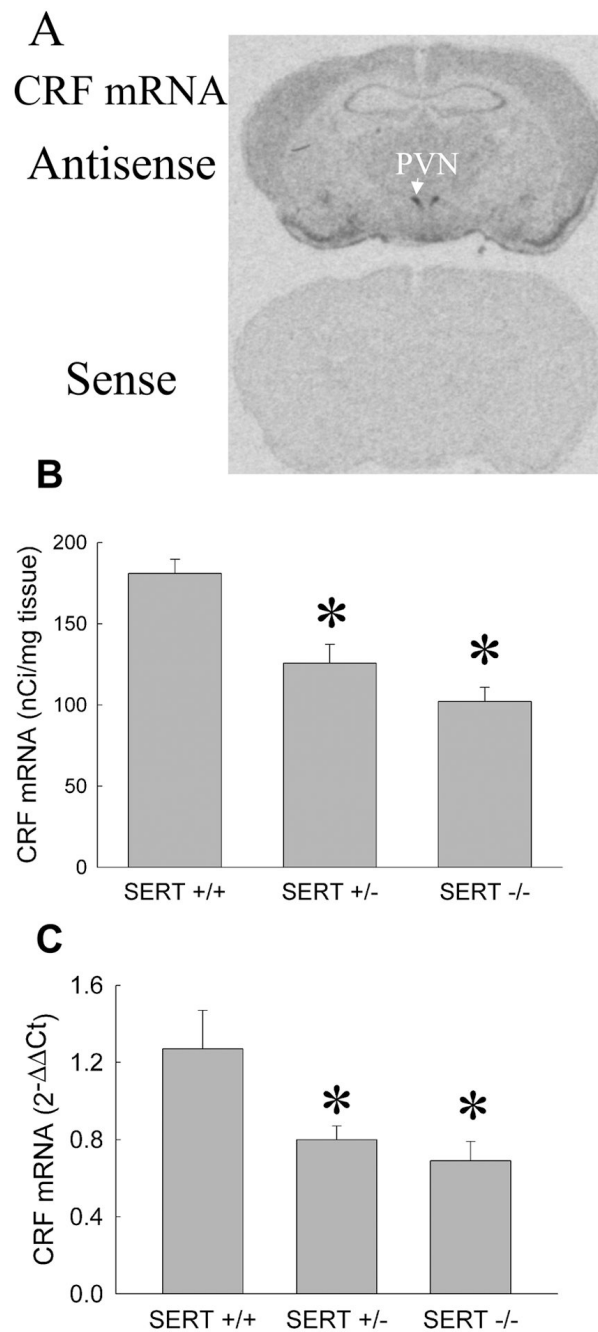 A
CRF mRNA
Antisense
PVN
Sense
B
CRF mRNA (nCi/mg tissue)
200
150
100
50
0
*
*
SERT +/+
SERT +/-
SERT -/-
C
CRF mRNA (2-ΔΔCt)
1.6
1.2
0.8
0.4
0.0
*
*
SERT +/+
SERT +/-
SERT -/-